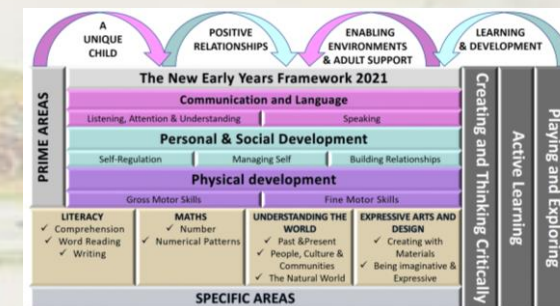 A
UNIQUE
CHILD
POSITIVE
RELATIONSHIPS
ENABLING
ENVIRONMENTS
& ADULT SUPPORT
LEARNING
& DEVELOPMENT
The New Early Years Framework 2021
PRIME AREAS
Communication and Language
Listening, Attention & Understanding
Speaking
Personal & Social Development
Self-Regulation
Managing Self
Building Relationships
Physical development
Gross Motor Skills
Fine Motor Skills
LITERACY
✓ Comprehension
✓ Word Reading
✓ Writing
MATHS
✓ Number
✓ Numerical Patterns
UNDERSTANDING THE
WORLD
✓ Past &Present
✓ People, Culture &
Communities
✓ The Natural World
EXPRESSIVE ARTS AND
DESIGN
✓ Creating with
Materials
✓ Being imaginative &
Expressive
SPECIFIC AREAS
Creating and Thinking Critically
Active Learning
Playing and Exploring